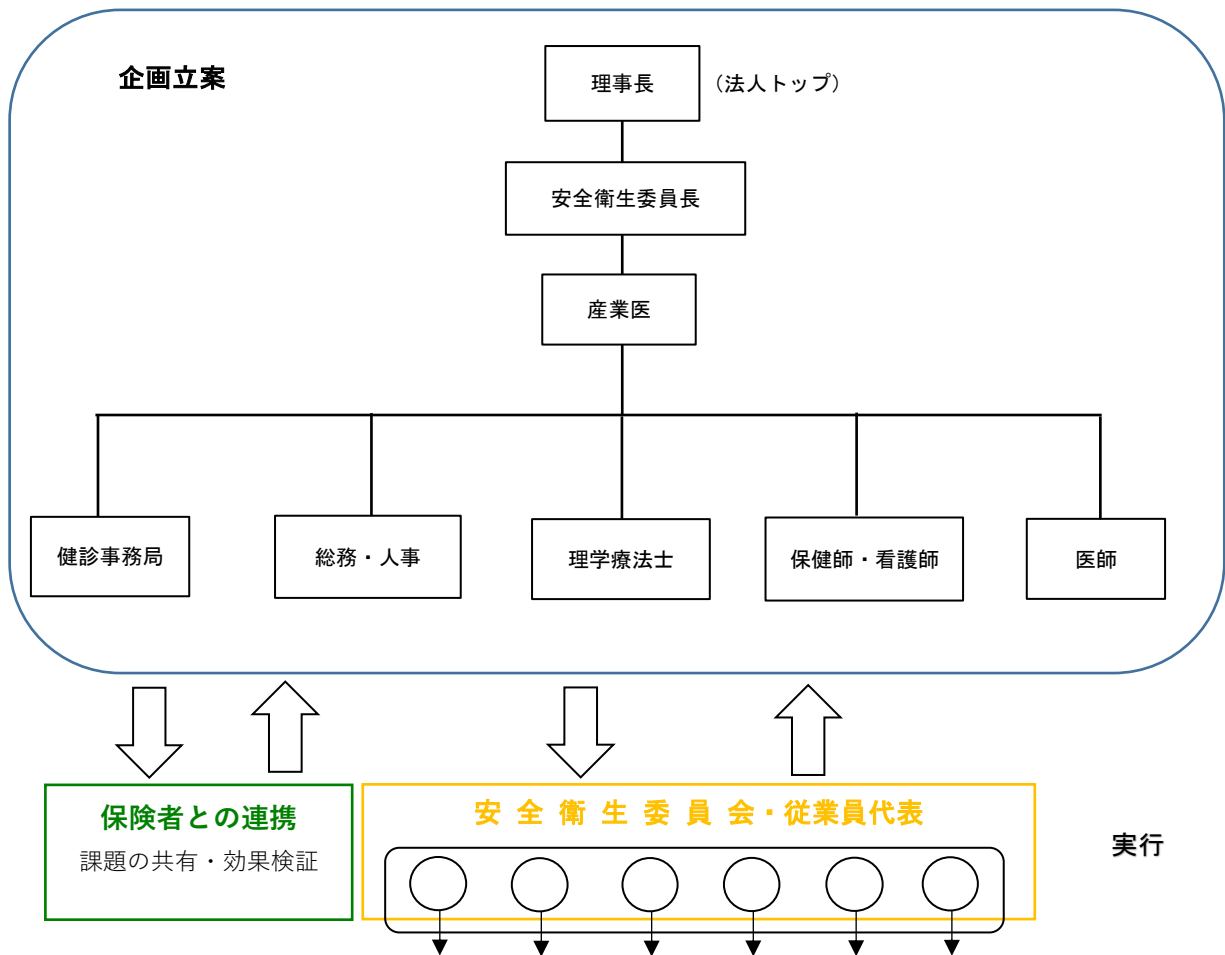 企画立案
理事長
（法人トップ）
安全衛生委員長
産業医
健診事務局
総務・人事
理学療法士
保健師・看護師
医師
保険者との連携
課題の共有・効果検証
安 全 衛 生 委 員 会・従業員代表
実行